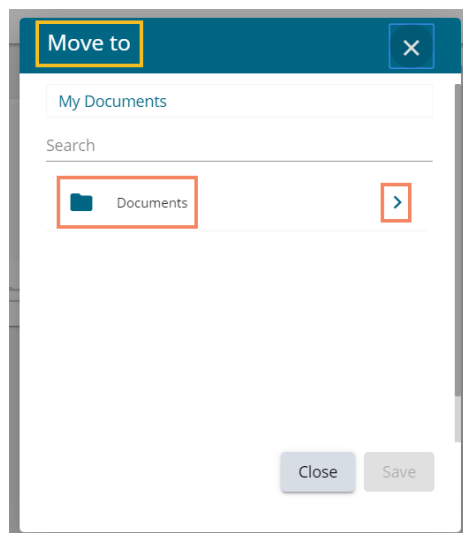 Move to
My Documents
Search
Documents
Close Save